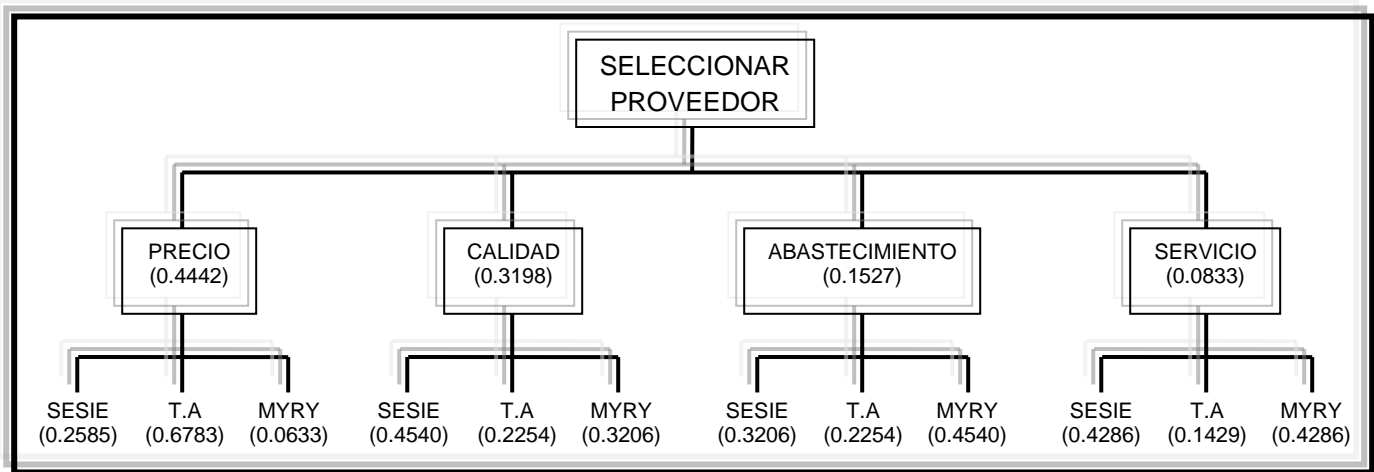 SELECCIONAR
PROVEEDOR
PRECIO
(0.4442)
CALIDAD
(0.3198)
ABASTECIMIENTO
(0.1527)
SERVICIO
(0.0833)
SESIE T.A MYRY SESIE T.A MYRY SESIE T.A MYRY SESIE T.A MYRY
(0.2585) (0.6783) (0.0633) (0.4540) (0.2254) (0.3206) (0.3206) (0.2254) (0.4540) (0.4286) (0.1429) (0.4286)